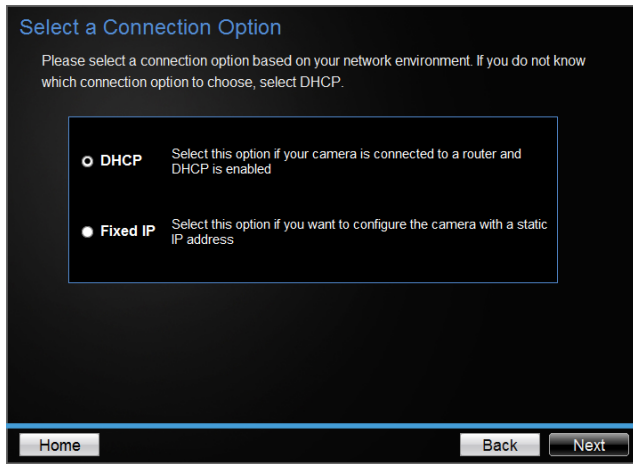 Select a Connection Option
Please select a connection option based on your network environment. If you do not know
which connection option to choose, select DHCP.
DHCP
Select this option if your camera is connected to a router and
DHCP is enabled
Fixed IP
Select this option if you want to configure the camera with a static
IP address
Home
Back
Next